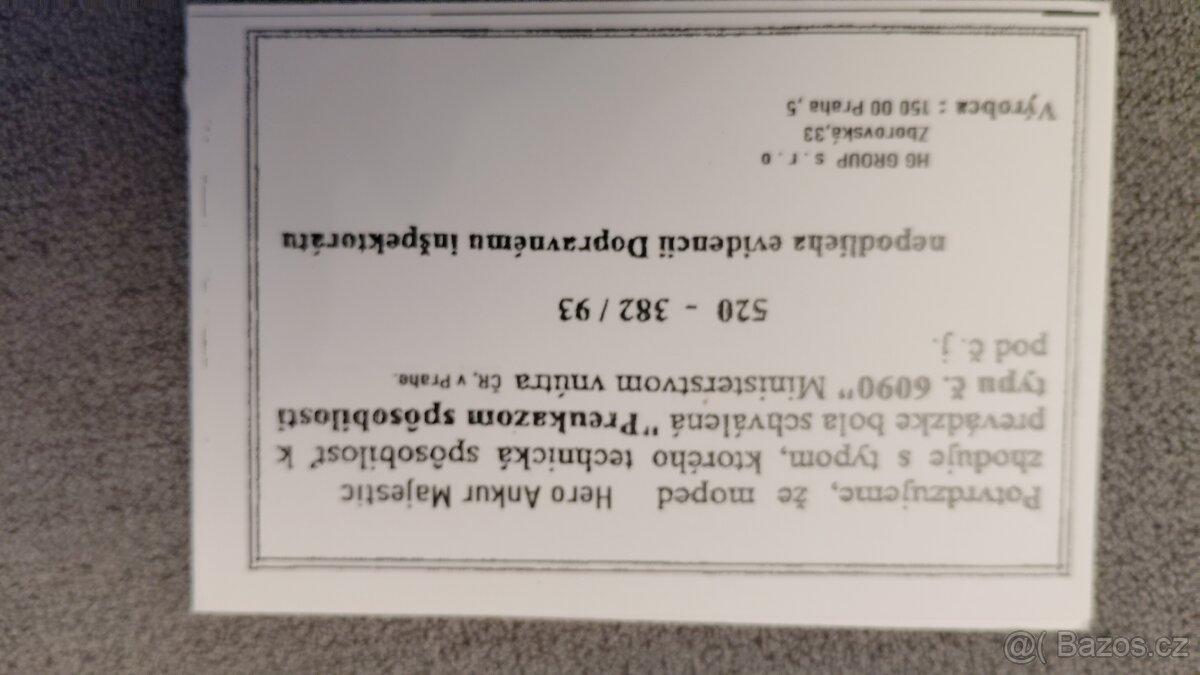 Potvrdzujeme, že moped Hero Ankur Majestic
zhoduje s typom, ktorého technická spôsobilosť k
prevádzke bola schválená "Preukazom spôsobilosti
typu č. 6090" Ministerstvom vnútra ČR, v Prahe.
pod č. j.
520 - 382 / 93
nepodlieha evidencii Dopravnému inšpektorátu
HG GROUP s . r . o
Zborovská,33
Výrobca : 150 00 Praha ,5
@( Bazos.cz